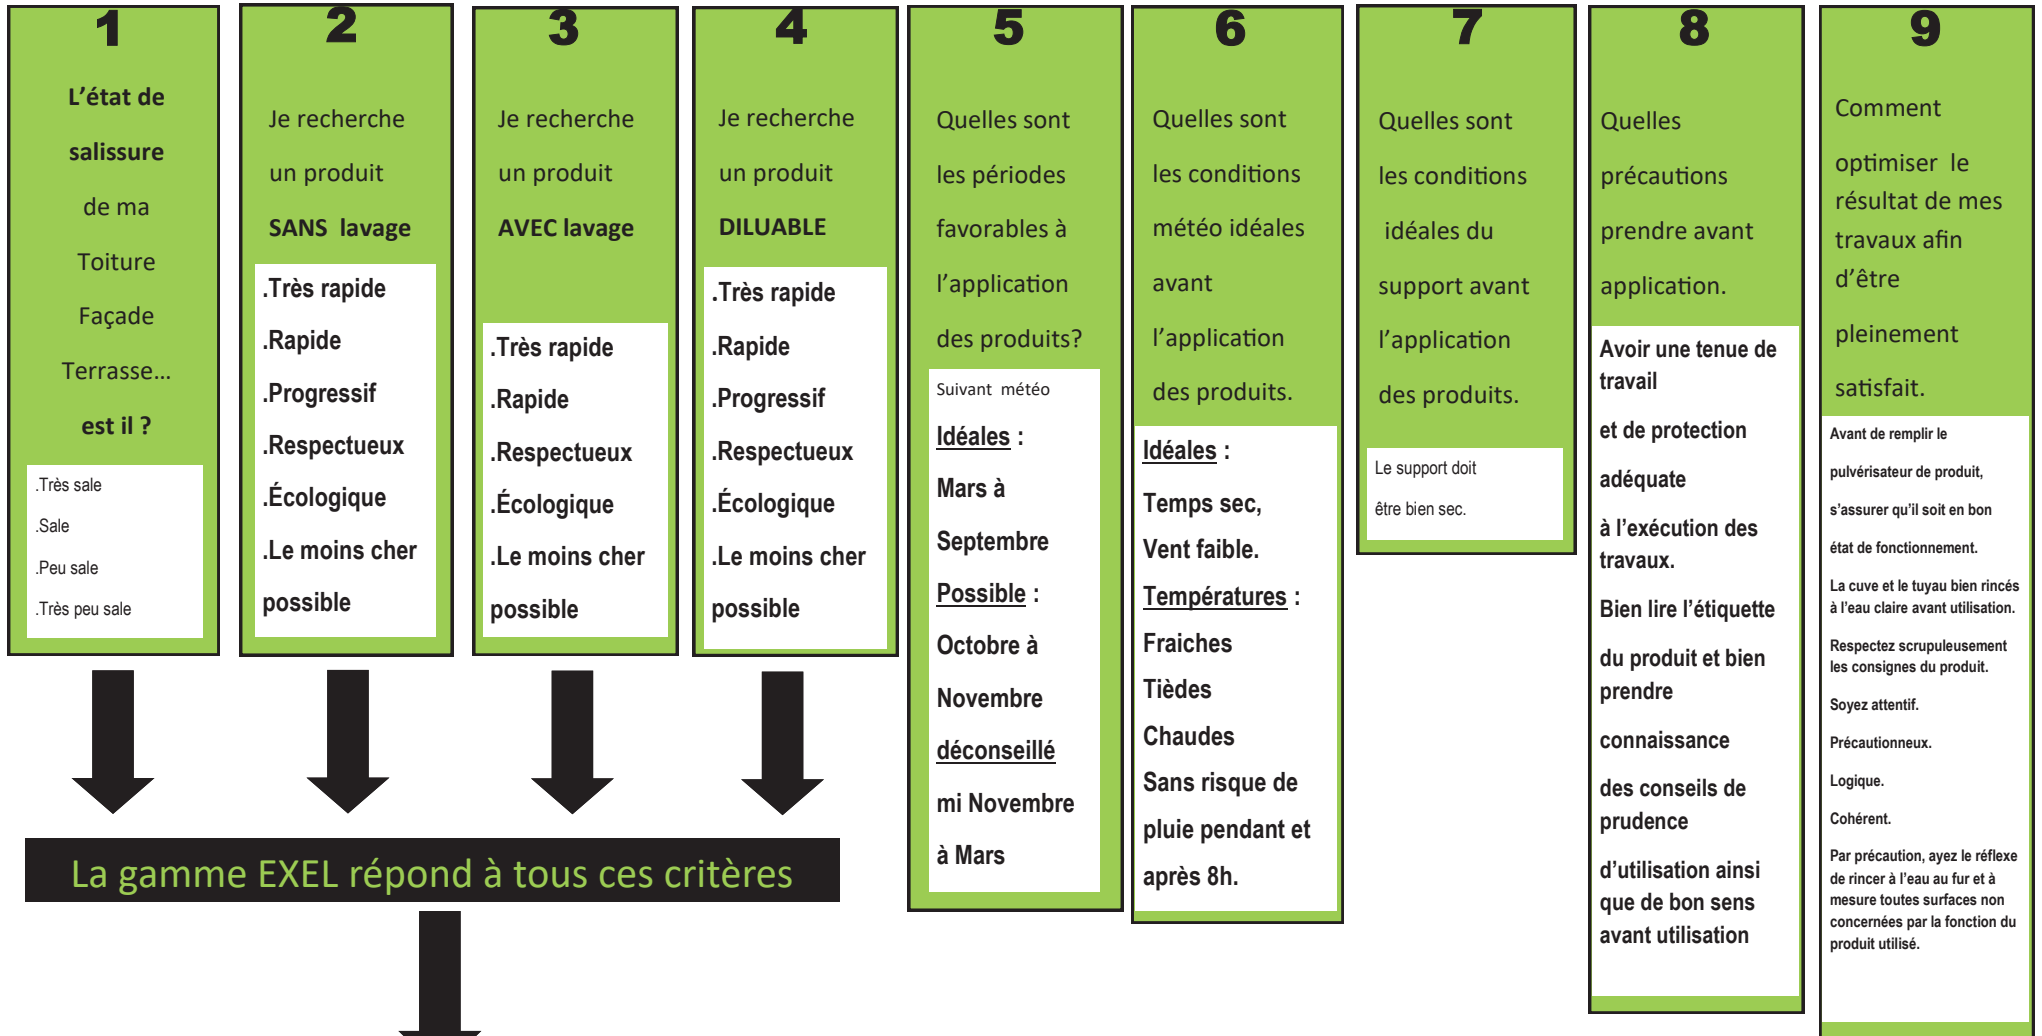 1
L’état de
salissure
de ma
Toiture
Façade
Terrasse…
est il ?
.Très sale
.Sale
.Peu sale
.Très peu sale
2
Je recherche
un produit
SANS lavage
.Très rapide
.Rapide
.Progressif
.Respectueux
.Écologique
.Le moins cher
possible
3
Je recherche
un produit
AVEC lavage
.Très rapide
.Rapide
.Respectueux
.Écologique
.Le moins cher
possible
4
Je recherche
un produit
DILUABLE
.Très rapide
.Rapide
.Progressif
.Respectueux
.Écologique
.Le moins cher
possible
La gamme EXEL répond à tous ces critères
5
Quelles sont
les périodes
favorables à
l’application
des produits?
Suivant météo
Idéales :
Mars à
Septembre
Possible :
Octobre à
Novembre
déconseillé
mi Novembre
à Mars
6
Quelles sont
les conditions
météo idéales
avant
l’application
des produits.
Idéales :
Temps sec,
Vent faible.
Températures :
Fraiches
Tièdes
Chaudes
Sans risque de
pluie pendant et
après 8h.
7
Quelles sont
les conditions
idéales du
support avant
l’application
des produits.
Le support doit
être bien sec.
8
Quelles
précautions
prendre avant
application.
Avoir une tenue de
travail
et de protection
adéquate
à l’exécution des
travaux.
Bien lire l’étiquette
du produit et bien
prendre
connaissance
des conseils de
prudence
d’utilisation ainsi
que de bon sens
avant utilisation
9
Comment
optimiser le
résultat de mes
travaux afin
d’être
pleinement
satisfait.
Avant de remplir le
pulvérisateur de produit,
s’assurer qu’il soit en bon
état de fonctionnement.
La cuve et le tuyau bien rincés
à l’eau claire avant utilisation.
Respectez scrupuleusement
les consignes du produit.
Soyez attentif.
Précautionneux.
Logique.
Cohérent.
Par précaution, ayez le réflexe
de rincer à l’eau au fur et à
mesure toutes surfaces non
concernées par la fonction du
produit utilisé.